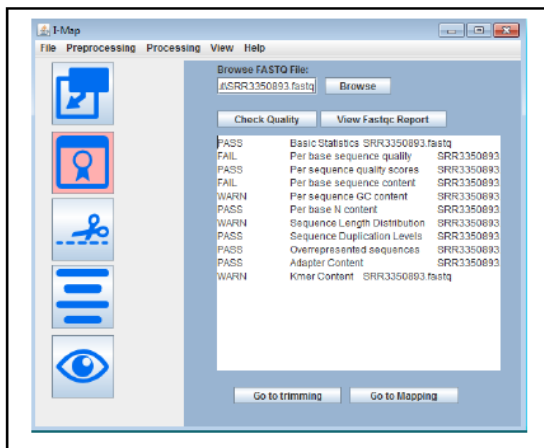 I-Map
File Preprocessing Processing View Help
Browse FASTQ File:
SRR3350893.fastq Browse
Check Quality View Fastqc Report
PASS Basic Statistics SRR3350893.fastq
FAIL Per base sequence quality SRR3350893
PASS Per sequence quality scores SRR3350893
FAIL Per base sequence content SRR3350893
WARN Per sequence GC content SRR3350893
PASS Per base N content SRR3350893
WARN Sequence Length Distribution SRR3350893
PASS Sequence Duplication Levels SRR3350893
PASS Overrepresented sequences SRR3350893
PASS Adapter Content SRR3350893
WARN Kmer Content SRR3350893.fastq
Go to trimming Go to Mapping